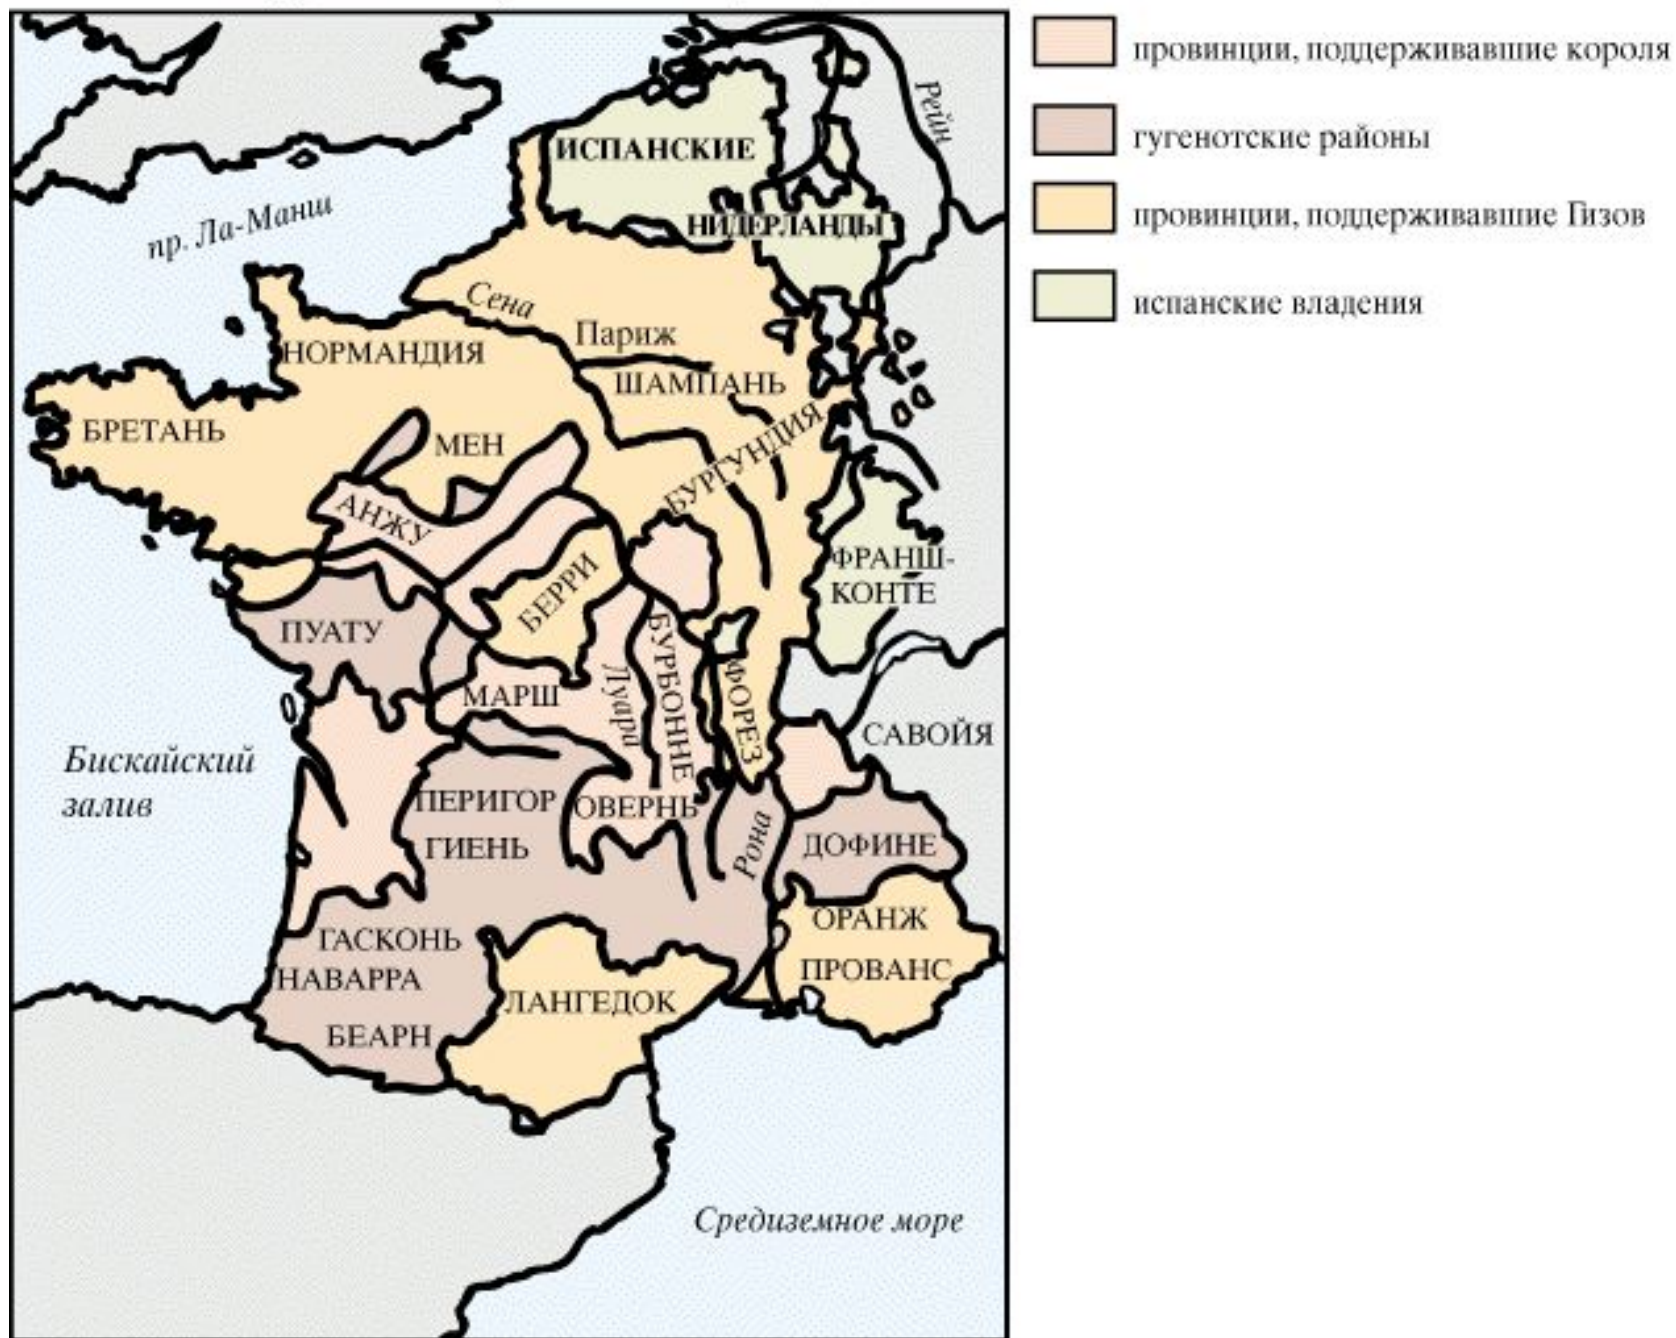 провинции, поддерживавшие короля
гугенотские районы
провинции, поддерживавшие Гизов
испанские владения
Рейн
ИСПАНСКИЕ
НИДЕРЛАНДЫ
пр. Ла-Манш
Сена
Париж
НОРМАНДИЯ
ШАМПАНЬ
БРЕТАНЬ
МЕН
БУРГУНДИЯ
АНЖУ
ФРАНШ-
КОНТЕ
БЕРРИ
ПУАТУ
БУРБОННЕ
МАРШ
Луара
ФОРЕЗ
САВОЙЯ
Бискайский
залив
ПЕРИГОР
ОВЕРНЬ
ГИЕНЬ
Рона
ДОФИНЕ
ОРАНЖ
ГАСКОНЬ
НАВАРРА
ПРОВАНС
ЛАНГЕДОК
БЕАРН
Средиземное море